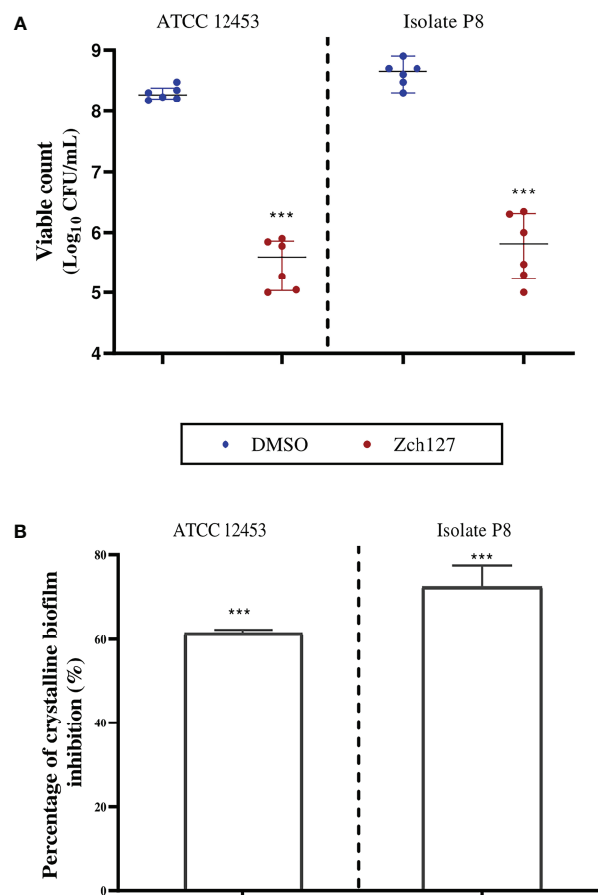 A
ATCC 12453
Isolate P8
Viable count
(Log10 CFU/mL)
9
8
7
6
5
4
***
***
DMSO
Zch127
B
ATCC 12453
Isolate P8
Percentage of crystalline biofilm
inhibition (%)
80
60
40
20
0
***
***